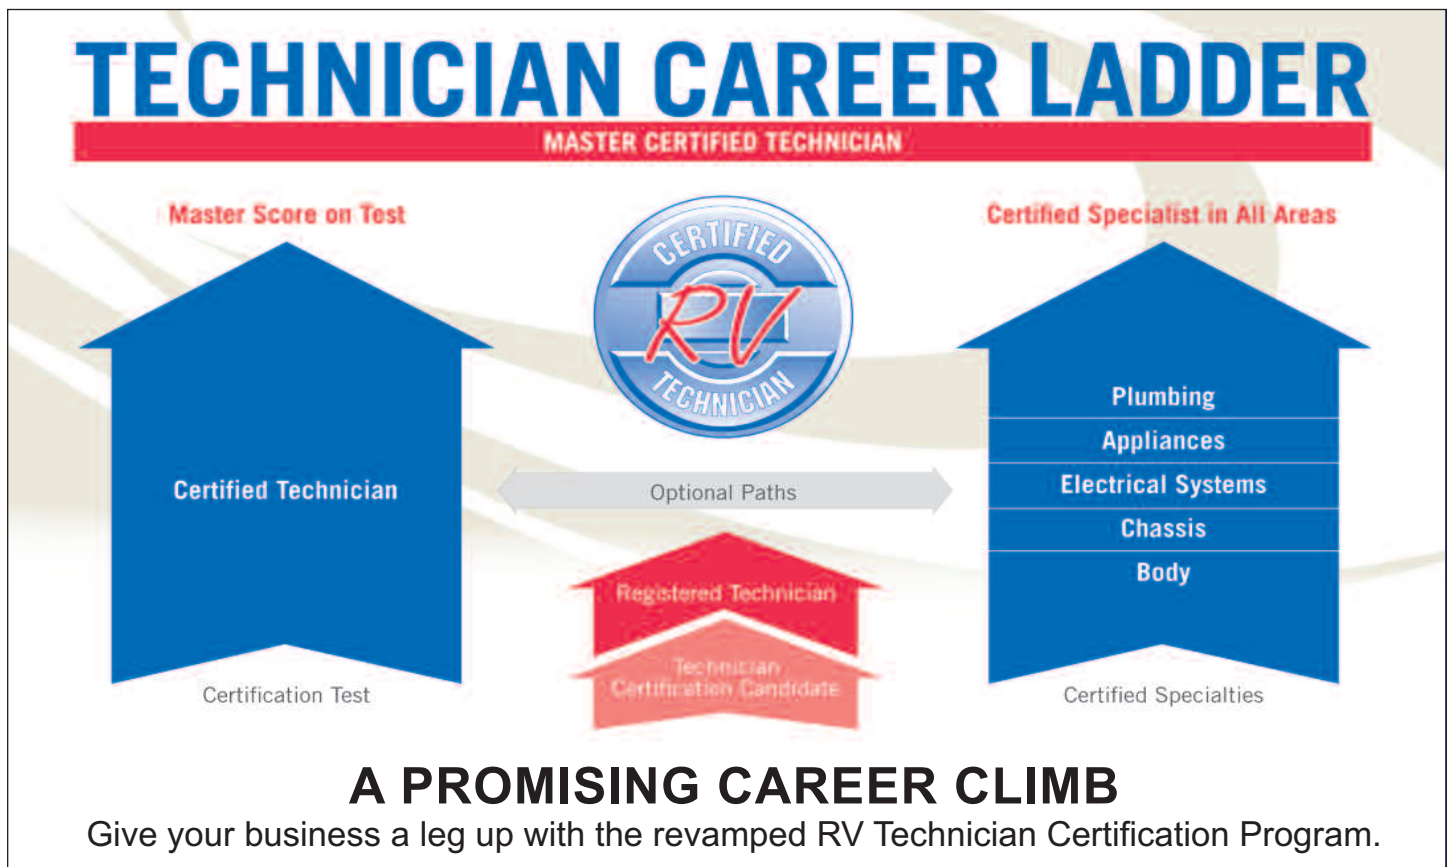 TECHNICIAN CAREER LADDER
MASTER CERTIFIED TECHNICIAN
Master Score on Test
Certified Technician
Certification Test
CERTIFIED
RV
TECHNICIAN
Optional Paths
Registered Technician
Technician
Certification Candidate
Certified Specialist in All Areas
Plumbing
Appliances
Electrical Systems
Chassis
Body
Certified Specialties
A PROMISING CAREER CLIMB
Give your business a leg up with the revamped RV Technician Certification Program.